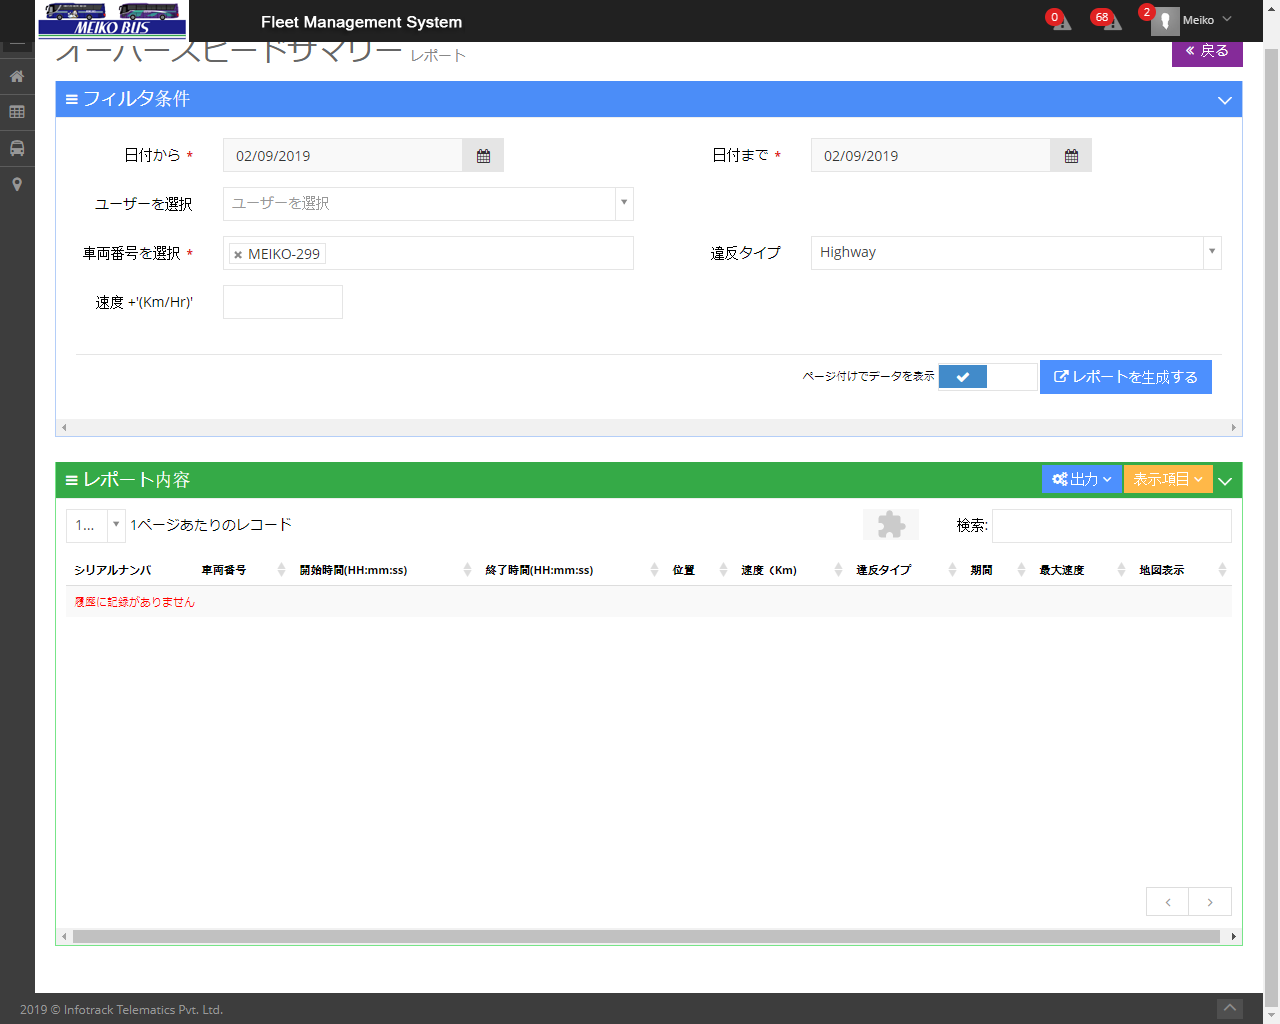 MEIKO BUS
Fleet Management System
0
68
2
Meiko
オーバースピードサマリー レポート
« 戻る
フィルタ条件
日付から *
02/09/2019
日付まで *
02/09/2019
ユーザーを選択
ユーザーを選択
車両番号を選択 *
× MEIKO-299
違反タイプ
Highway
速度 +'(Km/Hr)'
ページ付けでデータを表示
レポートを生成する
レポート内容
出力
表示項目
1...
1ページあたりのレコード
検索:
シリアルナンバ 車両番号 開始時間(HH:mm:ss) 終了時間(HH:mm:ss) 位置 速度（Km) 違反タイプ 期間 最大速度 地図表示
履歴に記録がありません
2019 © Infotrack Telematics Pvt. Ltd.